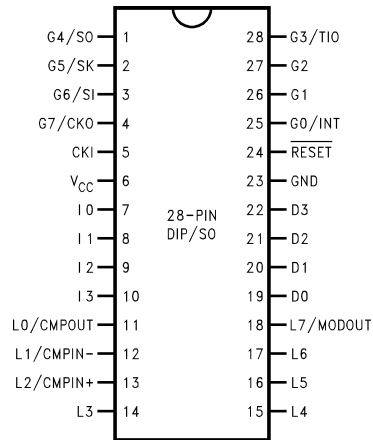 G4/SO 1 28 G3/TIO
G5/SK 2 27 G2
G6/SI 3 26 G1
G7/CKO 4 25 G0/INT
CKI 5 24 RESET
VCC 6 23 GND
I0 7 22 D3
28-PIN
DIP/SO
I1 8 21 D2
I2 9 20 D1
I3 10 19 D0
L0/CMPOUT 11 18 L7/MODOUT
L1/CMPIN- 12 17 L6
L2/CMPIN+ 13 16 L5
L3 14 15 L4